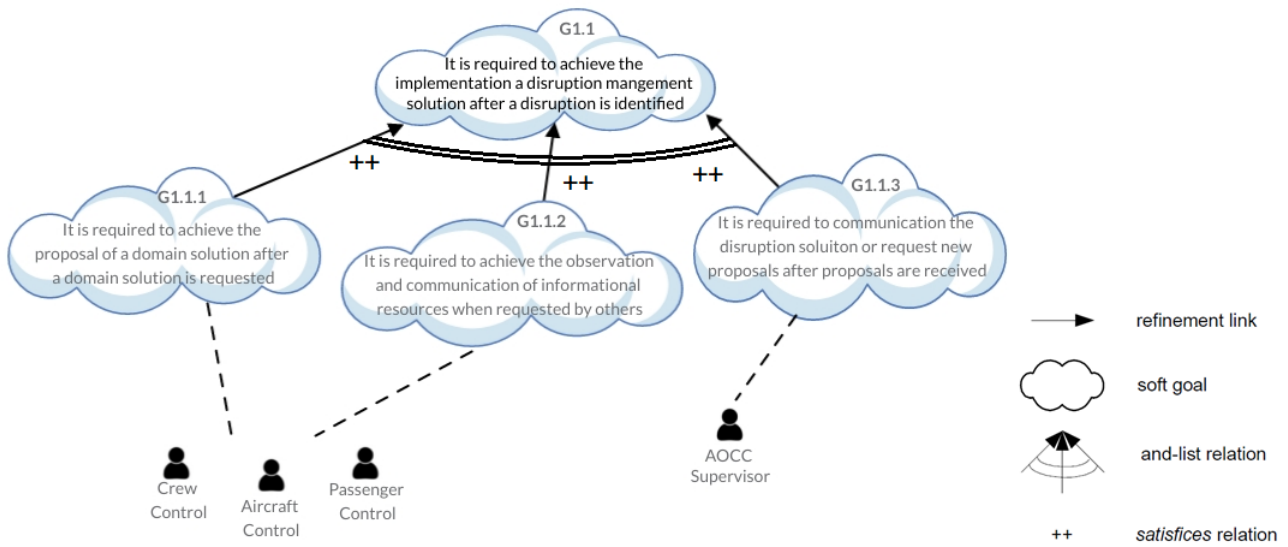 G1.1
It is required to achieve the
implementation a disruption mangement
solution after a disruption is identified
++
++
++
G1.1.1
It is required to achieve the
proposal of a domain solution after
a domain solution is requested
G1.1.2
It is required to achieve the observation
and communication of informational
resources when requested by others
G1.1.3
It is required to communication the
disruption soluiton or request new
proposals after proposals are received
Crew
Control
Aircraft
Control
Passenger
Control
AOCC
Supervisor
refinement link
soft goal
and-list relation
++ satisfices relation